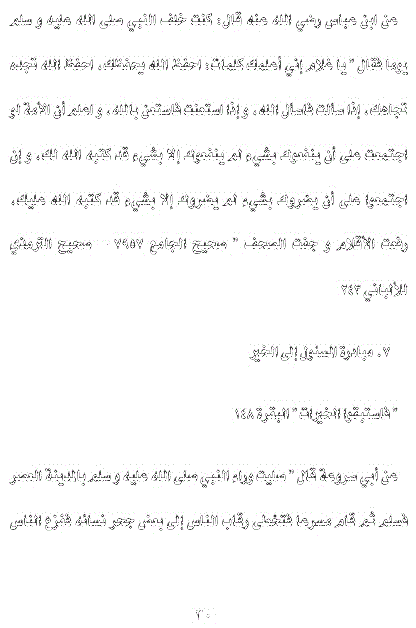 عن ابن عباس رضي الله عنه قال: كنت خلف النبي صلى الله عليه و سلم
يوما فقال " يا غلام إني أعلمك كلمات: احفظ الله يحفظك، احفظ الله تجده
تجاهك، إذا سألت فاسأل الله، و إذا استعنت فاستعن بالله، و اعلم أن الأمة لو
اجتمعت على أن ينفعوك بشيء لم ينفعوك إلا بشيء قد كتبه الله لك، و إن
اجتمعوا على أن يضروك بشيء لم يضروك إلا بشيء قد كتبه الله عليك،
رفعت الأقلام و جفت الصحف " صحيح الجامع ٧٩٥٧ - صحيح الترمذي
للألباني ٢٤٣
٧. مبادرة المسئول إلى الخير
" فاستبقوا الخيرات " البقرة ١٤٨
عن أبي سروعة قال " صليت وراء النبي صلى الله عليه و سلم بالمدينة العصر
فسلم ثم قام مسرعا فتخطى رقاب الناس إلى بعض حجر نسائه ففزع الناس